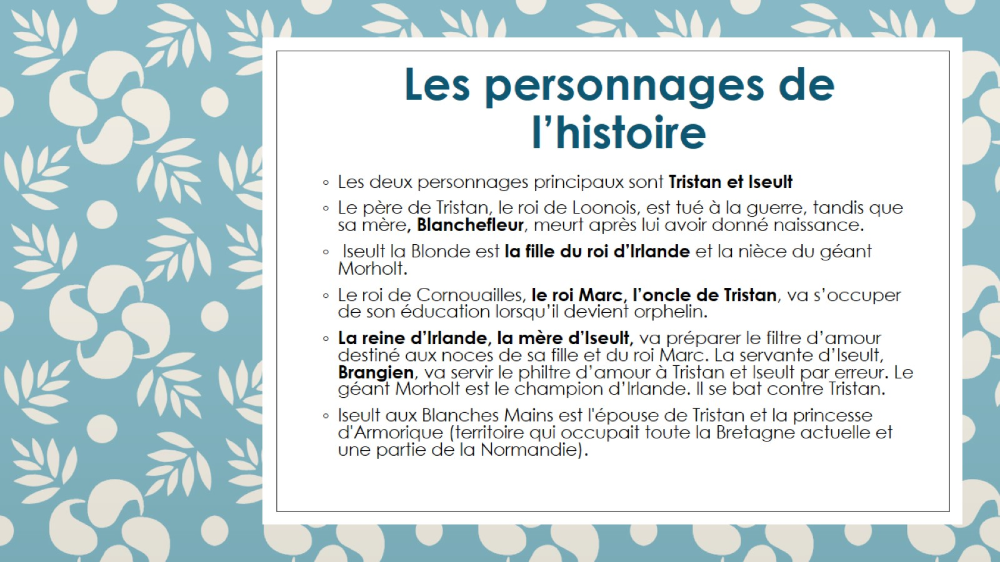 Les personnages de
l’histoire
◦ Les deux personnages principaux sont Tristan et Iseult
◦ Le père de Tristan, le roi de Loonois, est tué à la guerre, tandis que
sa mère, Blanchefleur, meurt après lui avoir donné naissance.
◦ Iseult la Blonde est la fille du roi d’Irlande et la nièce du géant
Morholt.
◦ Le roi de Cornouailles, le roi Marc, l’oncle de Tristan, va s’occuper
de son éducation lorsqu’il devient orphelin.
◦ La reine d’Irlande, la mère d’Iseult, va préparer le filtre d’amour
destiné aux noces de sa fille et du roi Marc. La servante d’Iseult,
Brangien, va servir le philtre d’amour à Tristan et Iseult par erreur. Le
géant Morholt est le champion d’Irlande. Il se bat contre Tristan.
◦ Iseult aux Blanches Mains est l'épouse de Tristan et la princesse
d'Armorique (territoire qui occupait toute la Bretagne actuelle et
une partie de la Normandie).